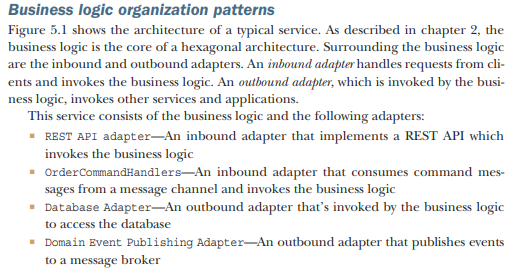 Business logic organization patterns
Figure 5.1 shows the architecture of a typical service. As described in chapter 2, the
business logic is the core of a hexagonal architecture. Surrounding the business logic
are the inbound and outbound adapters. An inbound adapter handles requests from cli-
ents and invokes the business logic. An outbound adapter, which is invoked by the busi-
ness logic, invokes other services and applications.
This service consists of the business logic and the following adapters:
▪ REST API adapter—An inbound adapter that implements a REST API which
invokes the business logic
▪ OrderCommandHandlers—An inbound adapter that consumes command mes-
sages from a message channel and invokes the business logic
▪ Database Adapter—An outbound adapter that's invoked by the business logic
to access the database
▪ Domain Event Publishing Adapter—An outbound adapter that publishes events
to a message broker